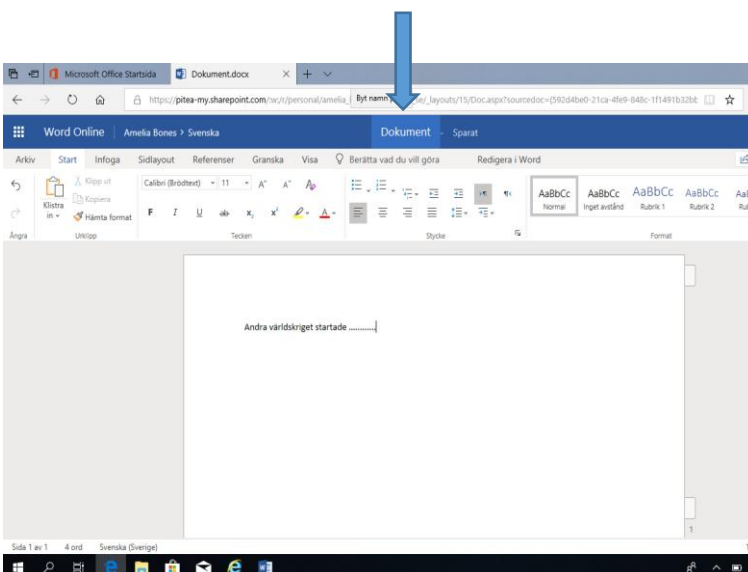 Microsoft Office Startsida
Dokument.docx
https://pitea-my.sharepoint.com/:w:/r/personal/amelia_
/_layouts/15/Doc.aspx?sourcedoc={592d4be0-21ca-4fe9-848c-1f1491b32bb
Byt namn
Word Online Amelia Bones > Svenska Dokument - Sparat
Arkiv Start Infoga Sidlayout Referenser Granska Visa Berätta vad du vill göra Redigera i Word
Klistra in
Klipp ut
Kopiera
Hämta format
Calibri (Brödtext) 11 A A
F I U ab x₂ x² A
AaBbCc AaBbCc AaBbCc AaBbCc
Normal Inget avstånd Rubrik 1 Rubrik 2
Ångra Urklipp Tecken Stycke Format
Andra världskriget startade .............
1
Sida 1 av 1 4 ord Svenska (Sverige)